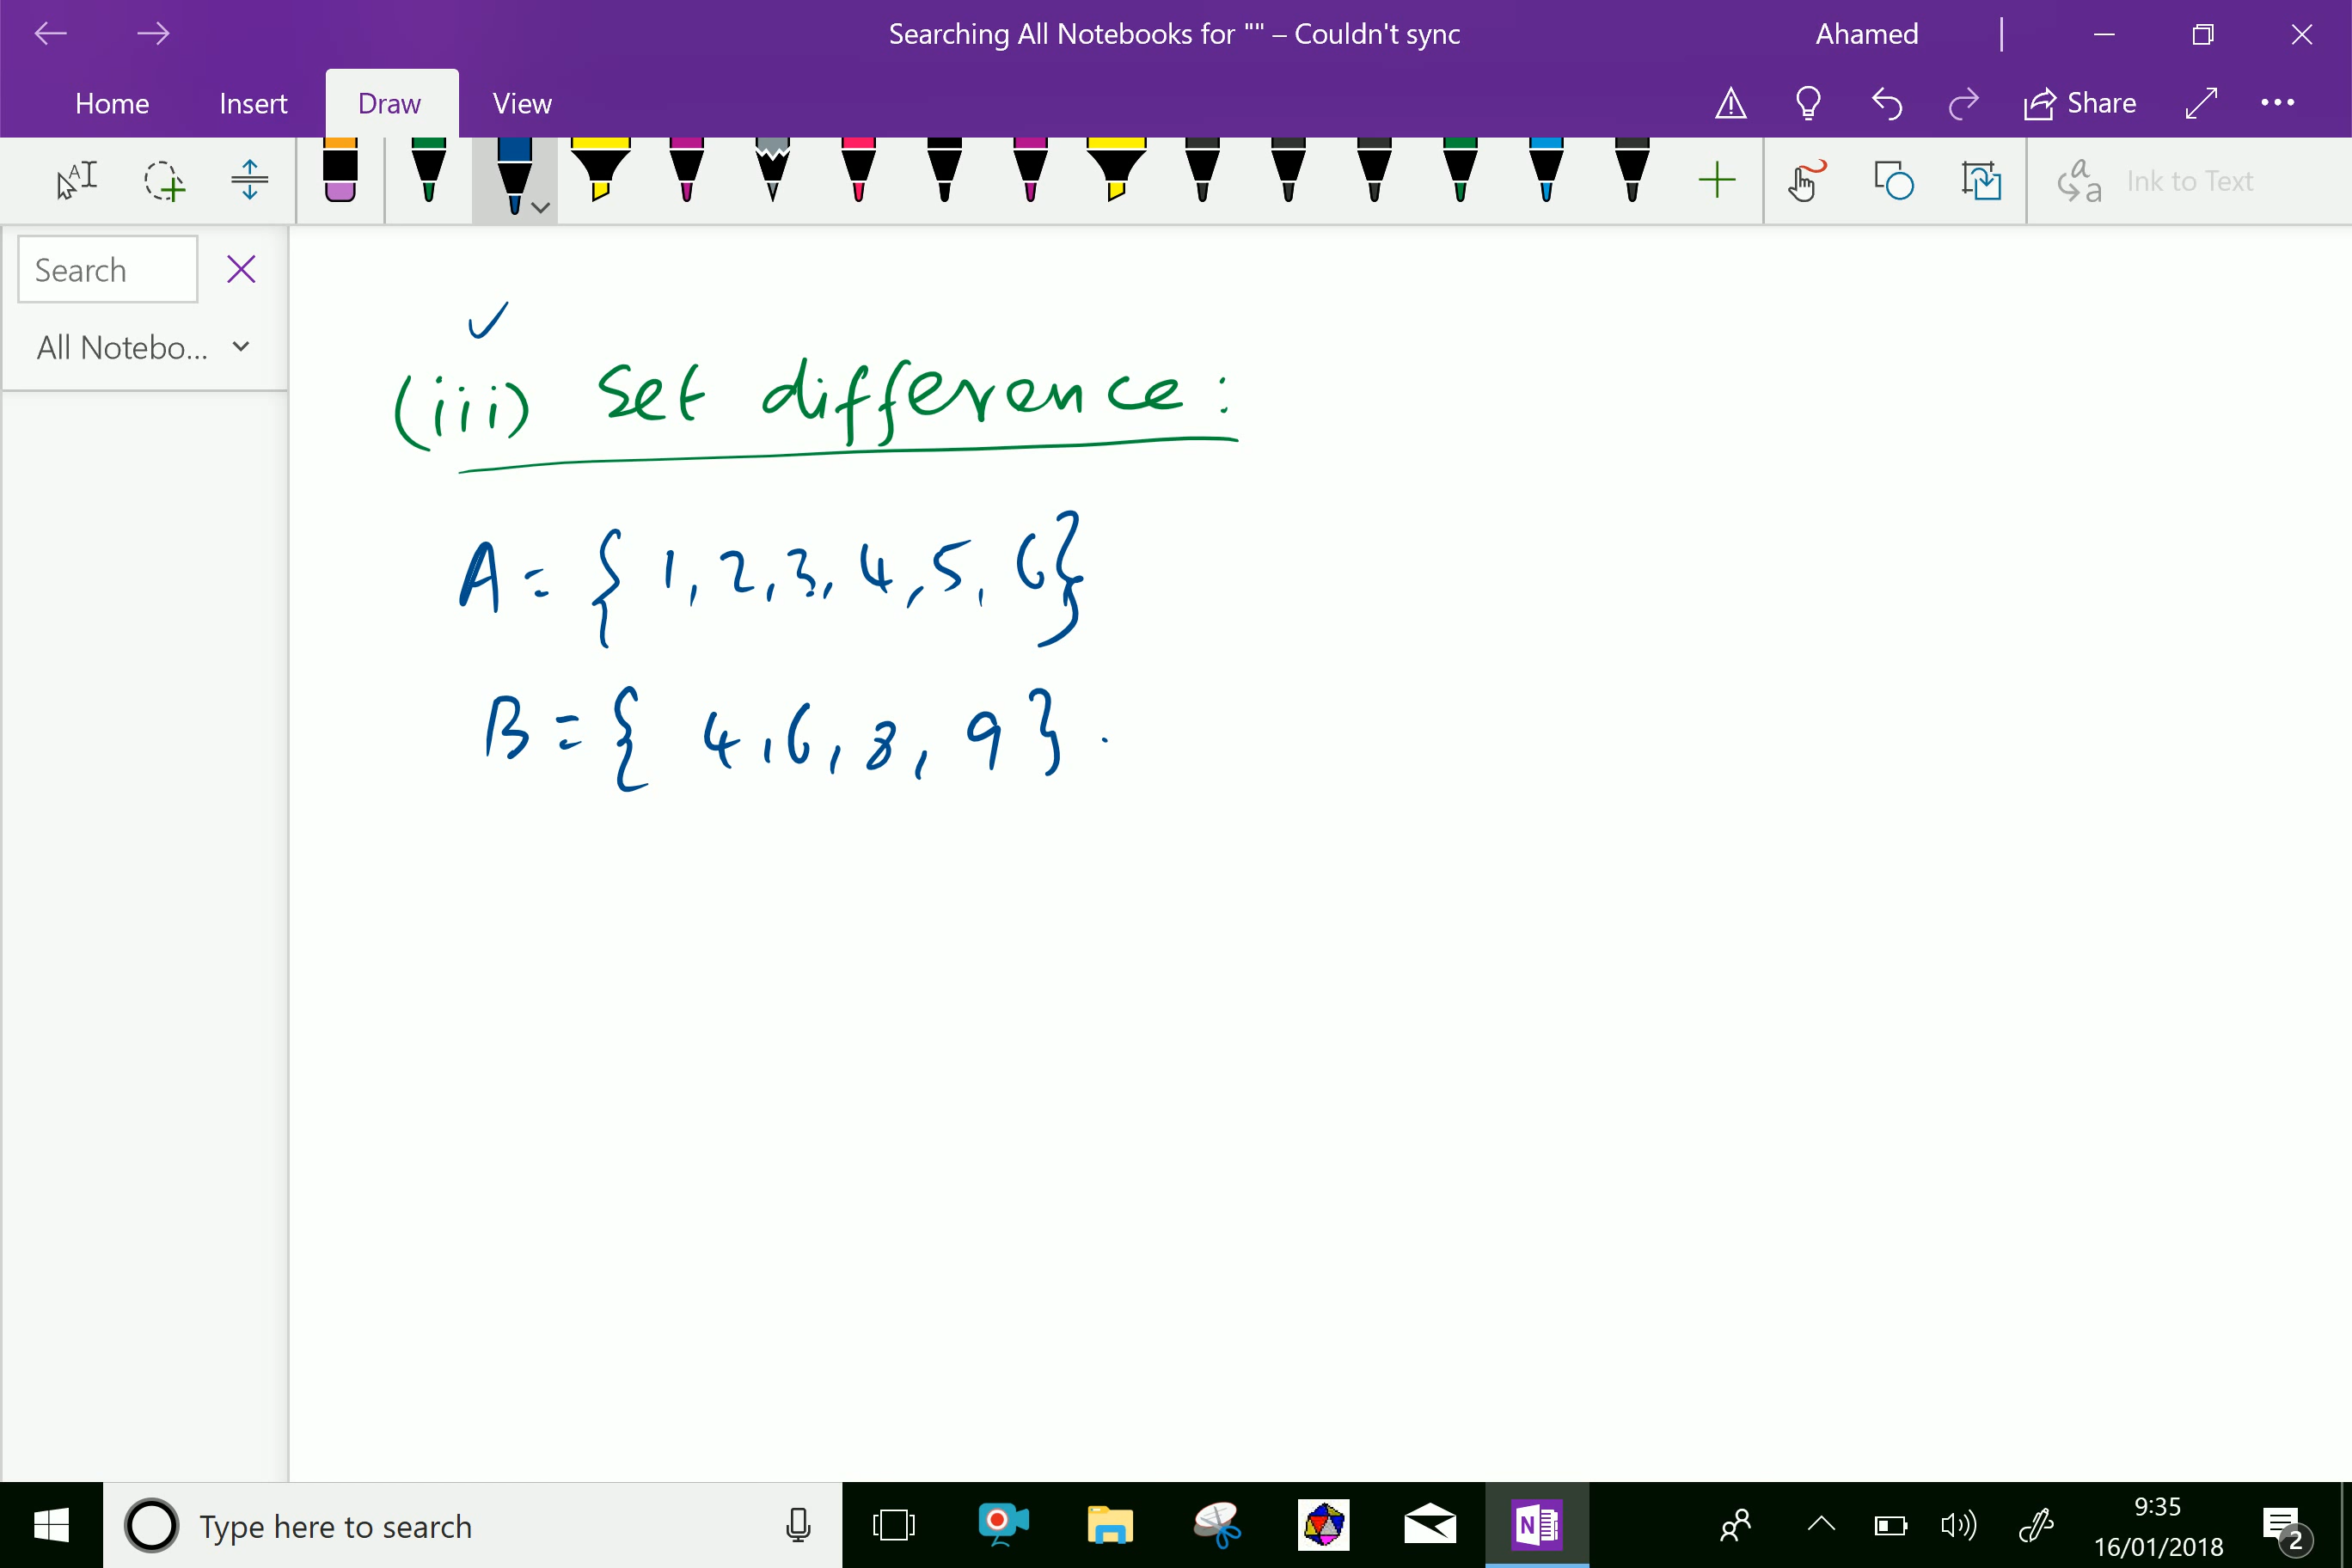 Searching All Notebooks for "" – Couldn't sync
Ahamed
Home
Insert
Draw
View
Share
Ink to Text
Search
All Notebo...
(iii) Set difference:
A = { 1, 2, 3, 4, 5, 6}
B = { 4, 6, 8, 9 } .
Type here to search
N
9:35
16/01/2018
2